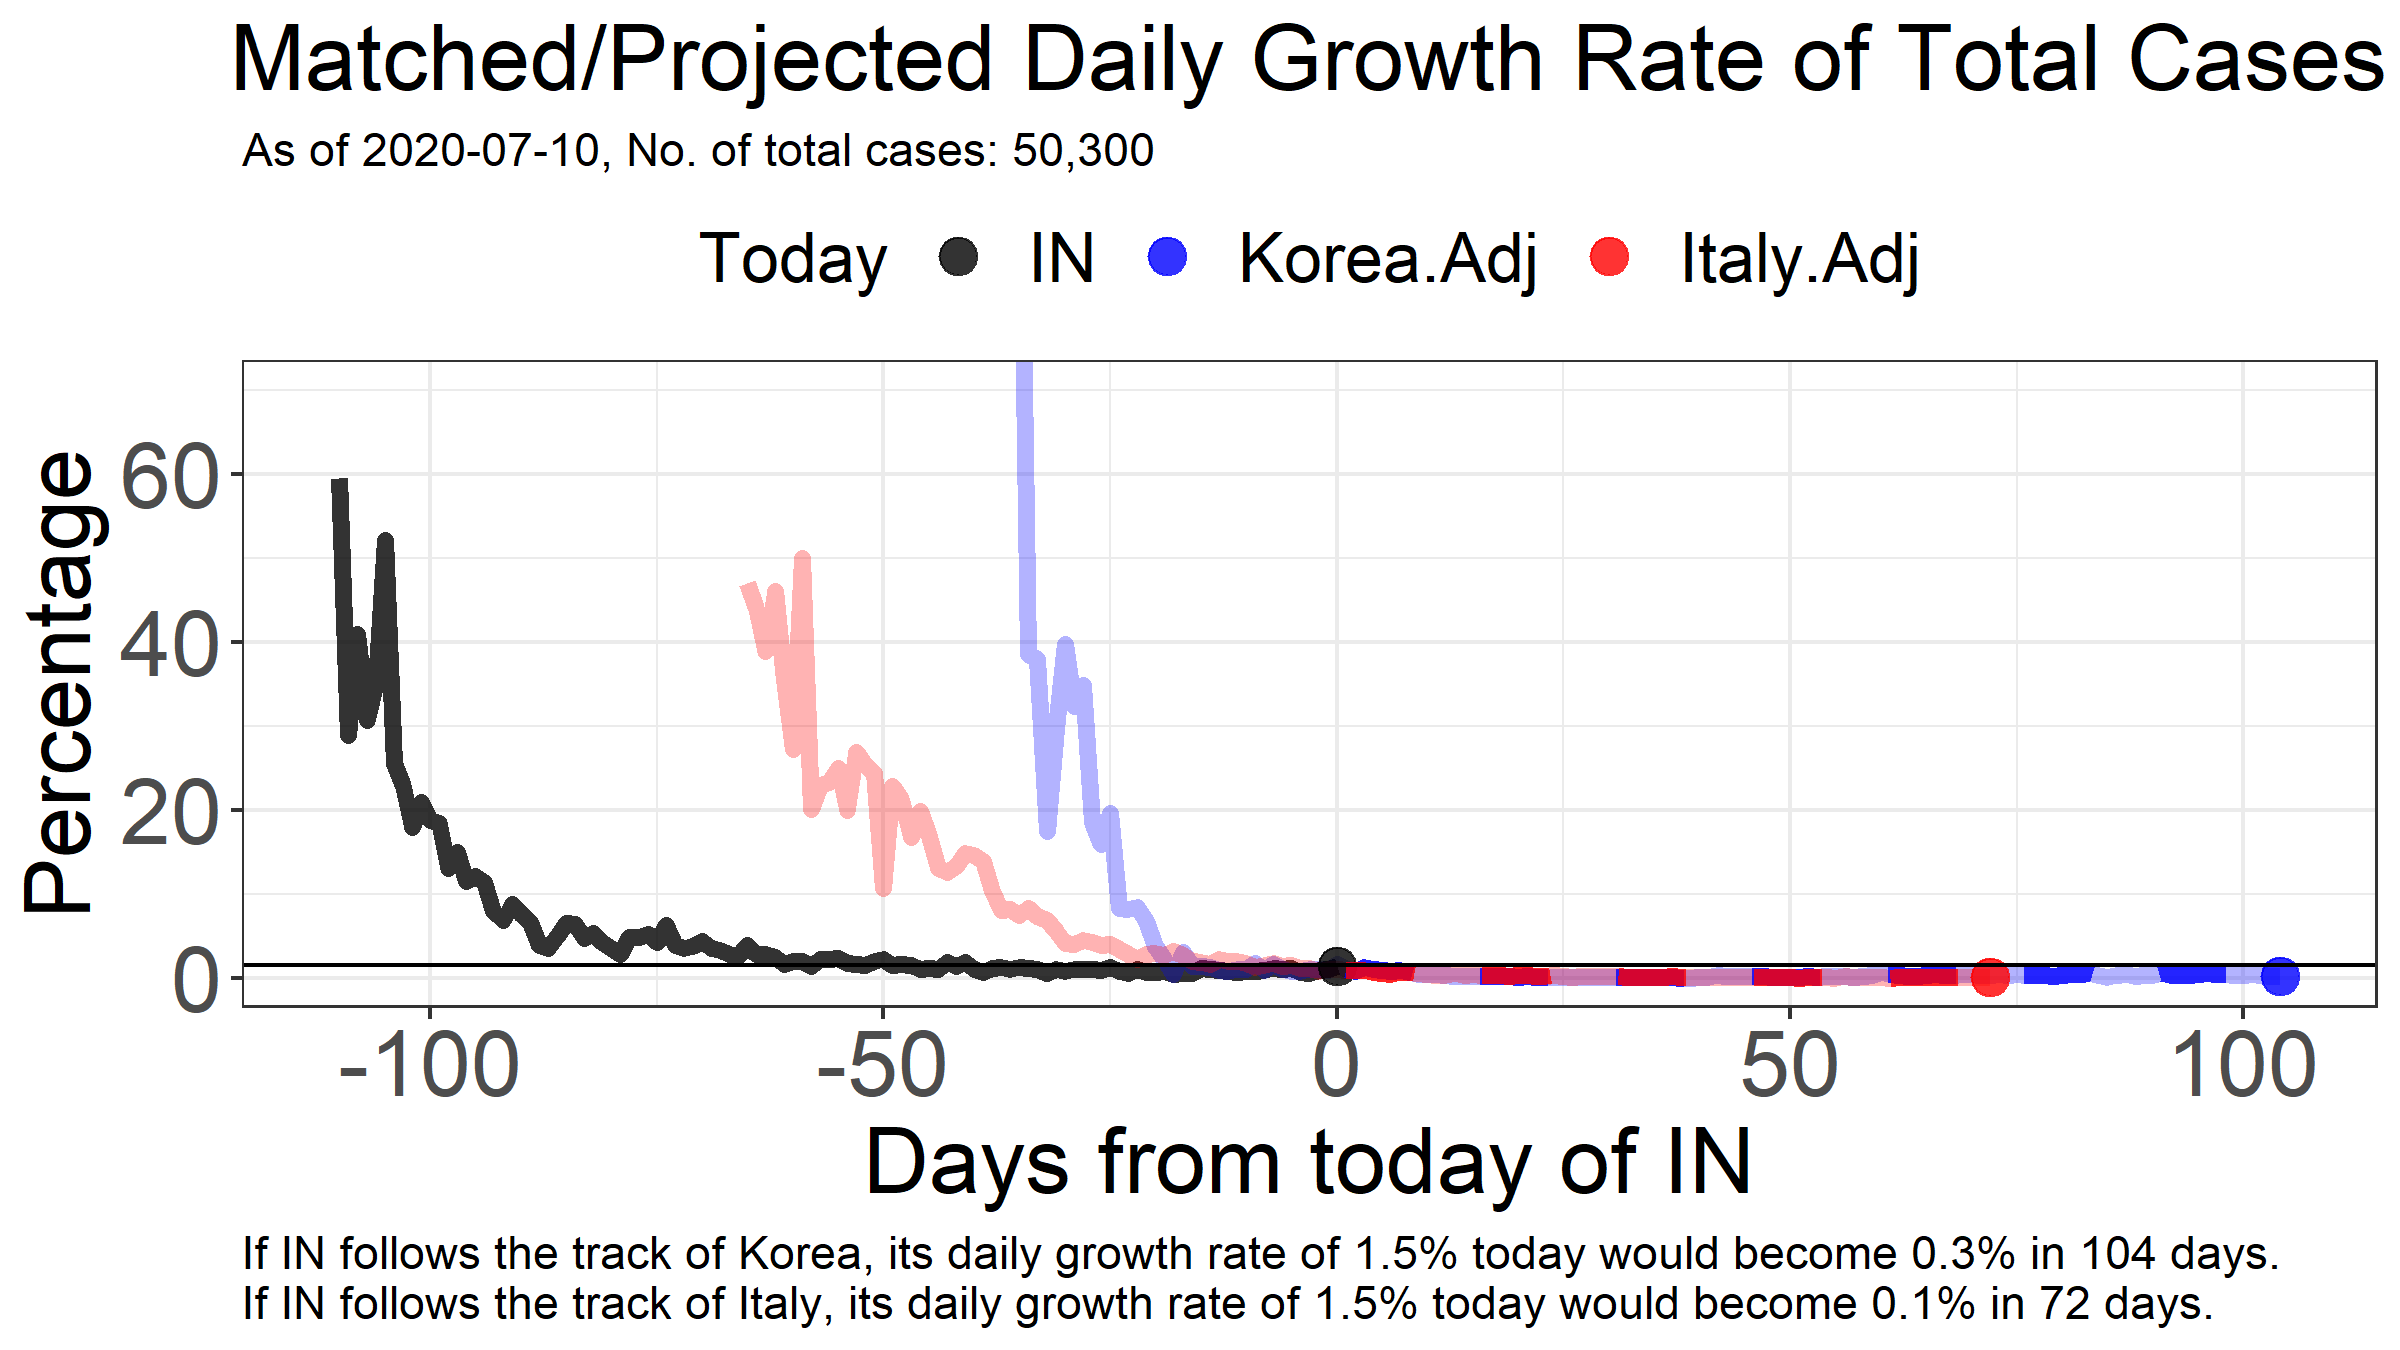 Matched/Projected Daily Growth Rate of Total Cases
As of 2020-07-10, No. of total cases: 50,300
Today IN Korea.Adj Italy.Adj
Percentage
60
40
20
0
-100 -50 0 50 100
Days from today of IN
If IN follows the track of Korea, its daily growth rate of 1.5% today would become 0.3% in 104 days.
If IN follows the track of Italy, its daily growth rate of 1.5% today would become 0.1% in 72 days.